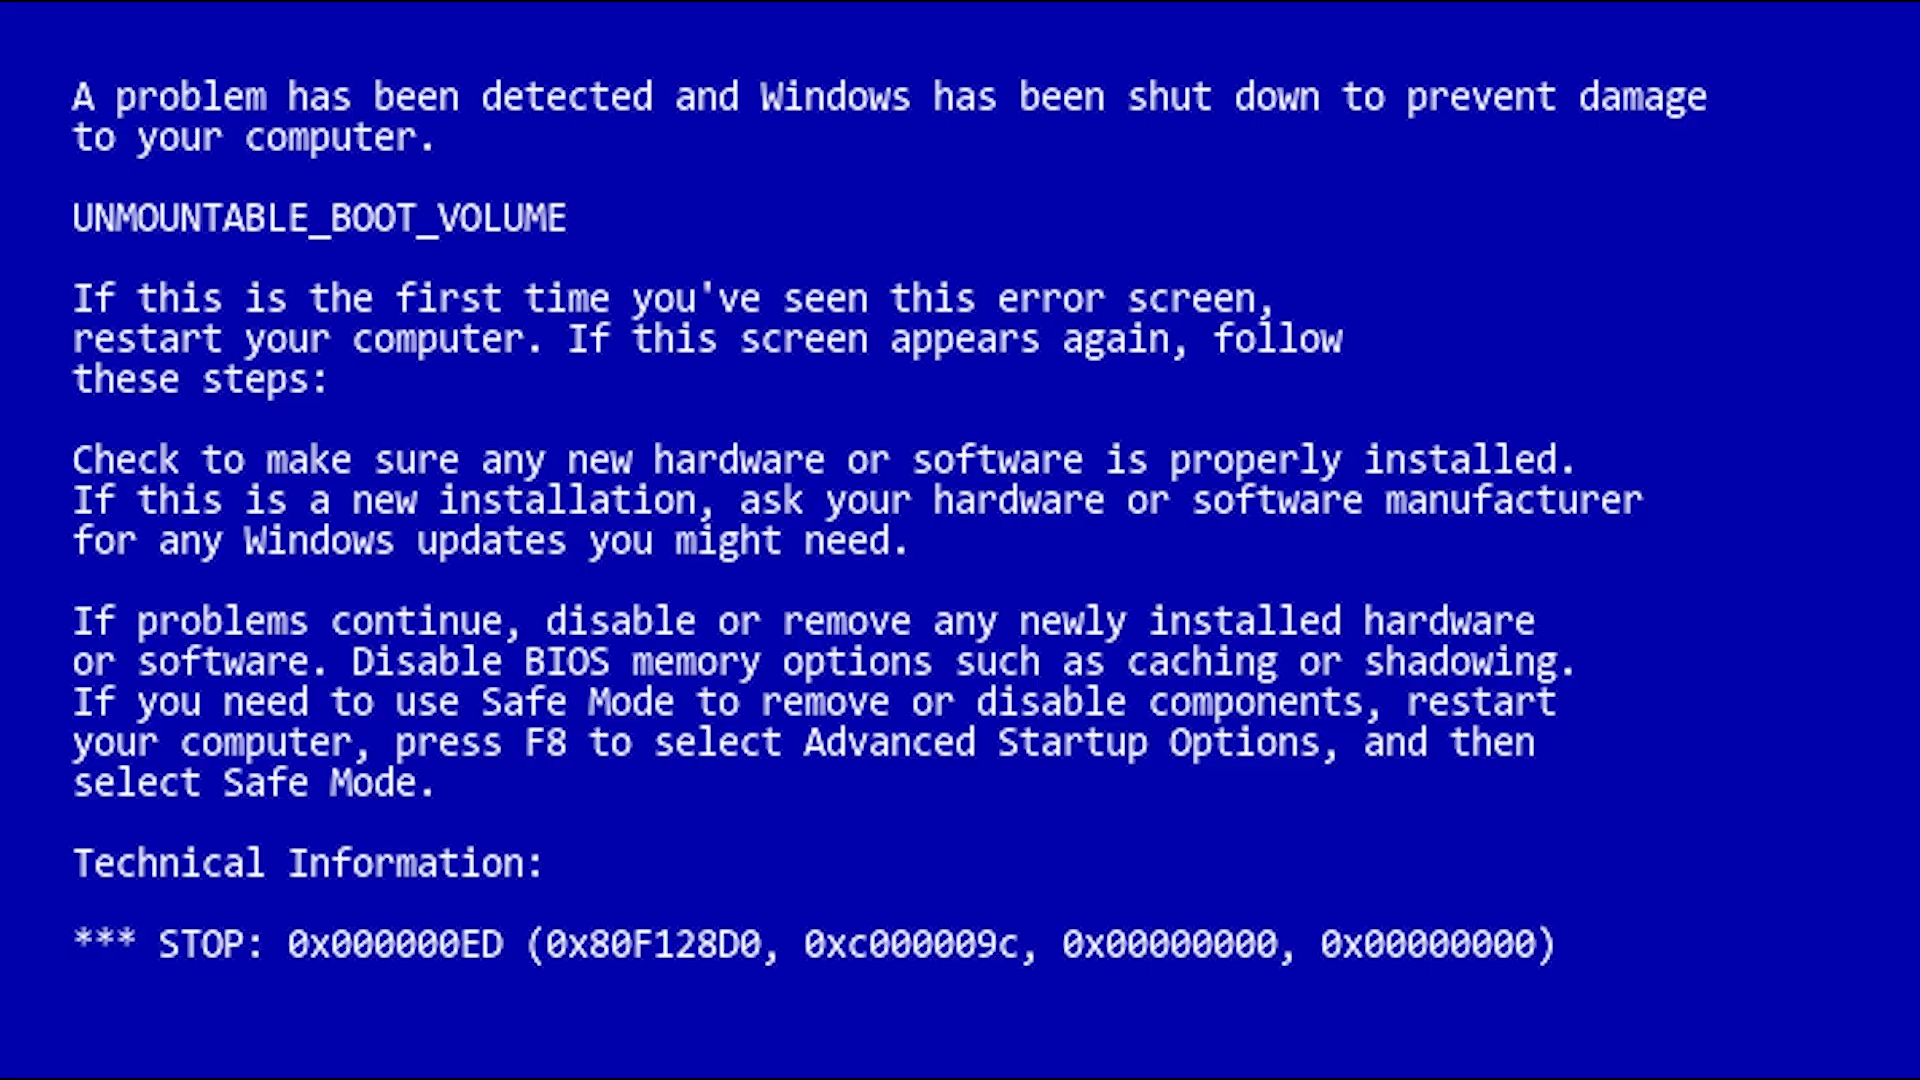 A problem has been detected and Windows has been shut down to prevent damage
to your computer.
UNMOUNTABLE_BOOT_VOLUME
If this is the first time you've seen this error screen,
restart your computer. If this screen appears again, follow
these steps:
Check to make sure any new hardware or software is properly installed.
If this is a new installation, ask your hardware or software manufacturer
for any Windows updates you might need.
If problems continue, disable or remove any newly installed hardware
or software. Disable BIOS memory options such as caching or shadowing.
If you need to use Safe Mode to remove or disable components, restart
your computer, press F8 to select Advanced Startup Options, and then
select Safe Mode.
Technical Information:
*** STOP: 0x000000ED (0x80F128D0, 0xc000009c, 0x00000000, 0x00000000)